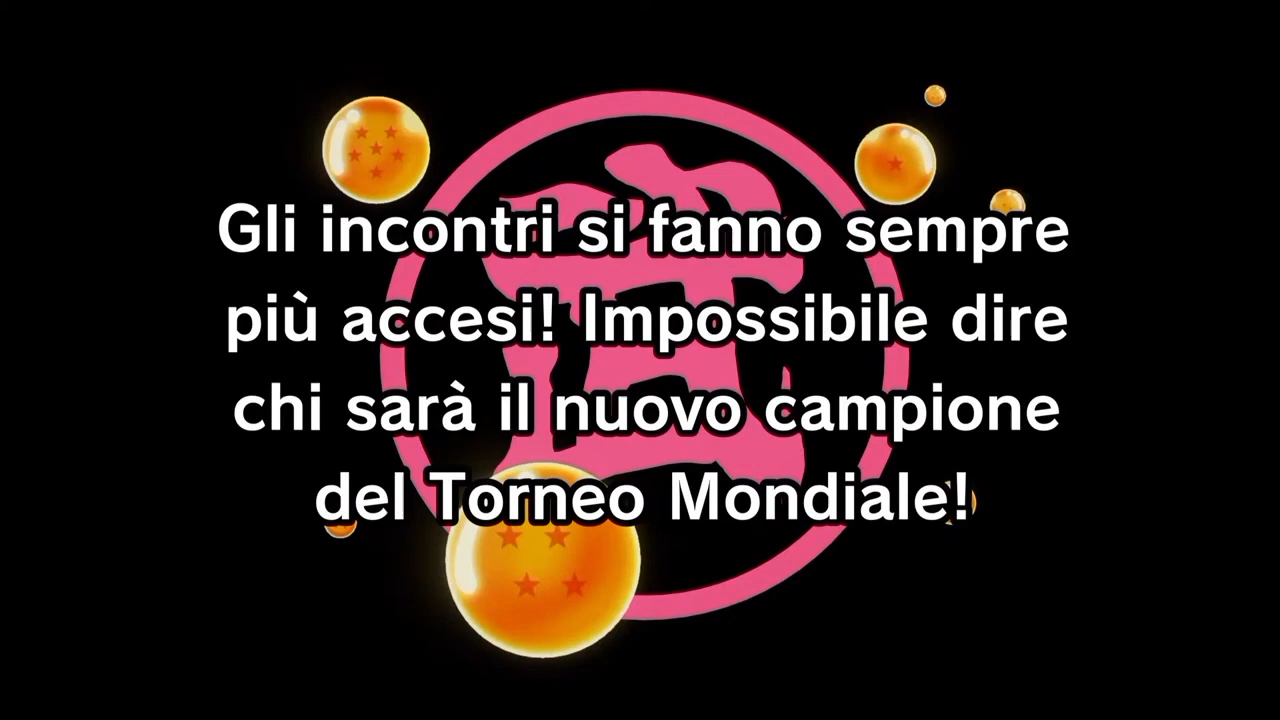 Gli incontri si fanno sempre
più accesi! Impossibile dire
chi sarà il nuovo campione
del Torneo Mondiale!